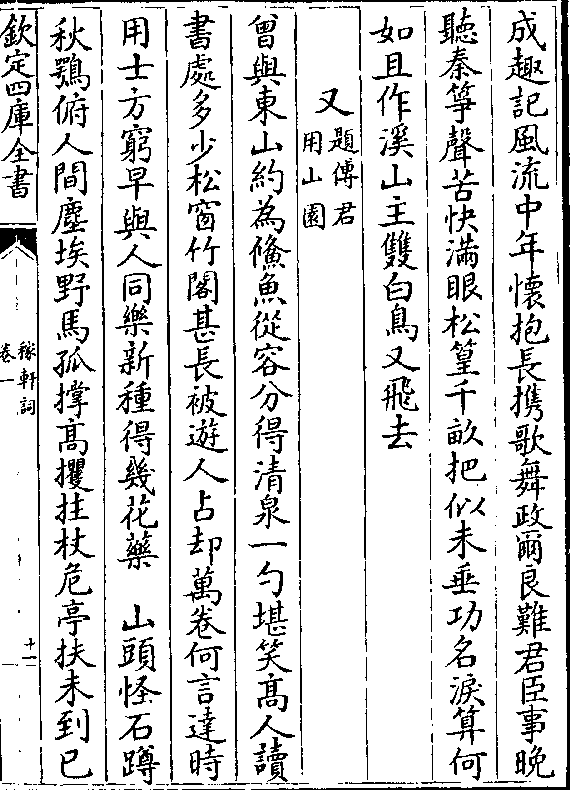 成趣記風流中年懷抱長攜歌舞政爾良難君臣事晚
聽秦箏聲苦快滿眼松篁千畝把似未垂功名淚算何
如且作溪山主雙白鳥又飛去
又題傅君用山園
曾與東山約為鯈魚從容分得清泉一勺堪笑高人讀
書處多少松窗竹閣甚長被遊人占却萬卷何言達時
用士方窮早與人同樂新種得幾花藥　山頭怪石蹲
秋鶚俯人間塵埃野馬孤撐高攫拄杖危亭扶未到已
欽定四庫全書
稼軒詞
卷一
十一